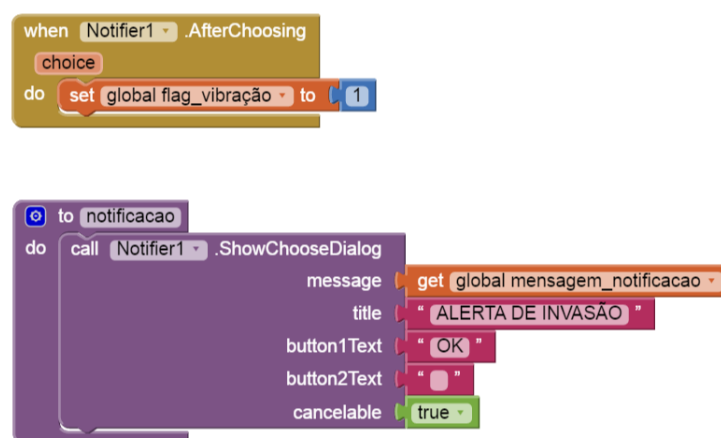 when Notifier1 .AfterChoosing
choice
do set global flag_vibração to 1
to notificacao
do call Notifier1 .ShowChooseDialog
message get global mensagem_notificacao
title " ALERTA DE INVASÃO "
button1Text " OK "
button2Text " "
cancelable true